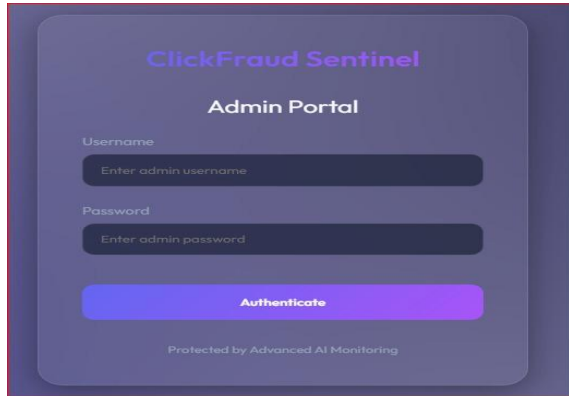 ClickFraud Sentinel
Admin Portal
Username
Enter admin username
Password
Enter admin password
Authenticate
Protected by Advanced AI Monitoring